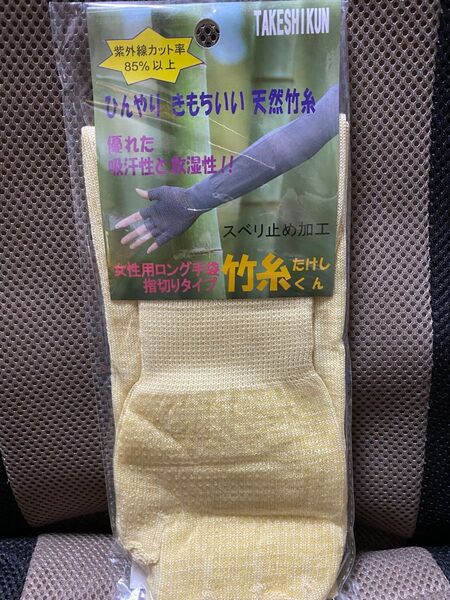 TAKESHIKUN
紫外線カット率
85%以上
ひんやり きもちいい 天然竹糸
優れた
吸汗性と放湿性!!
スベリ止め加工
女性用ロング手袋
指切りタイプ
竹糸
たけし
くん